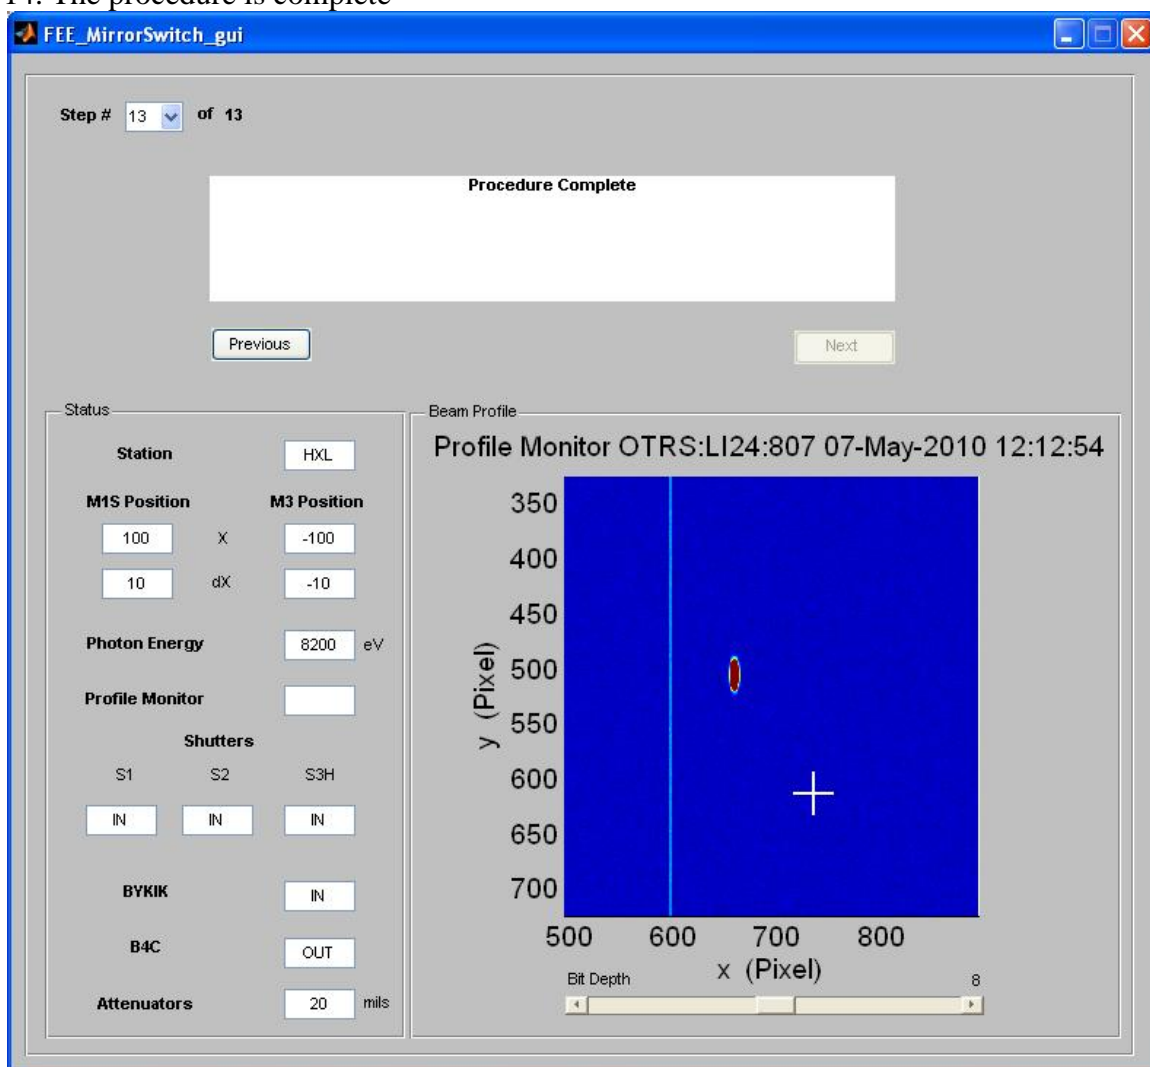 14. The procedure is complete
FEE_MirrorSwitch_gui
Step # 13 of 13
Procedure Complete
Previous Next
Status
Station HXL
M1S Position M3 Position
100 X -100
10 dX -10
Photon Energy 8200 eV
Profile Monitor
Shutters
S1 S2 S3H
IN IN IN
BYKIK IN
B4C OUT
Attenuators 20 mils
Beam Profile
Profile Monitor OTRS:LI24:807 07-May-2010 12:12:54
350
400
450
500
550
600
650
700
y (Pixel)
500 600 700 800
x (Pixel)
Bit Depth 8